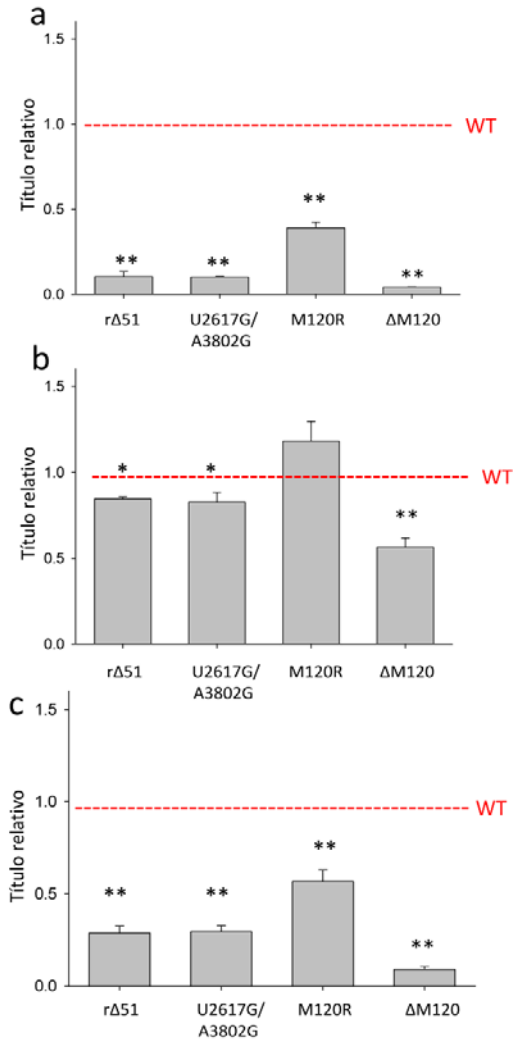 a
1.5
1.0
0.5
0.0
Título relativo
WT
**
**
**
**
rΔ51
U2617G/
A3802G
M120R
ΔM120
b
1.5
1.0
0.5
0.0
Título relativo
WT
*
*
**
rΔ51
U2617G/
A3802G
M120R
ΔM120
c
1.5
1.0
0.5
0.0
Título relativo
WT
**
**
**
**
rΔ51
U2617G/
A3802G
M120R
ΔM120